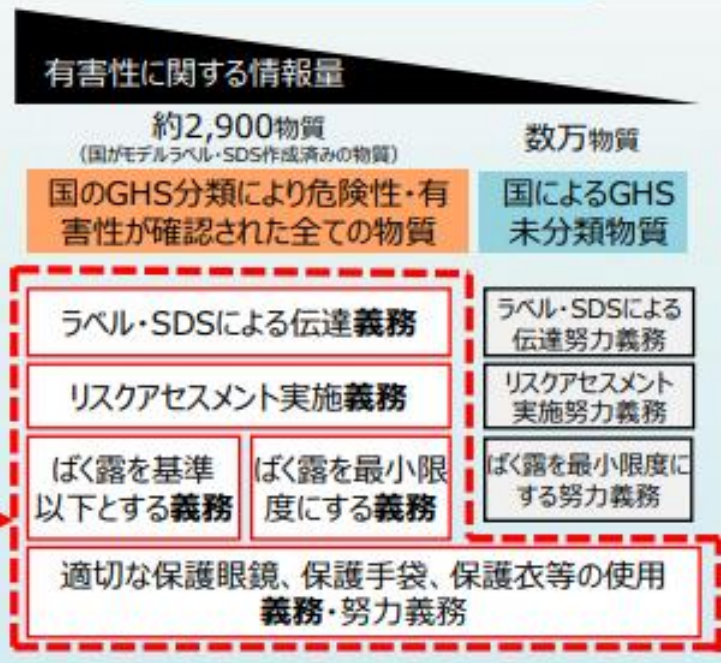 有害性に関する情報量
約2,900物質
(国がモデルラベル・SDS作成済みの物質)
数万物質
国のGHS分類により危険性・有
害性が確認された全ての物質
国によるGHS
未分類物質
ラベル・SDSによる伝達義務
ラベル・SDSによる
伝達努力義務
リスクアセスメント実施義務
リスクアセスメント
実施努力義務
ばく露を基準
以下とする義務
ばく露を最小限
度にする義務
ばく露を最小限度に
する努力義務
適切な保護眼鏡、保護手袋、保護衣等の使用
義務・努力義務